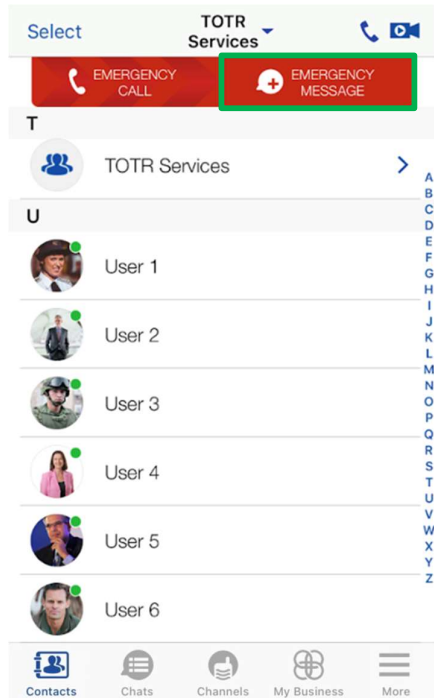 Select
TOTR
Services
EMERGENCY
CALL
EMERGENCY
MESSAGE
T
TOTR Services
U
User 1
User 2
User 3
User 4
User 5
User 6
A
B
C
D
E
F
G
H
I
J
K
L
M
N
O
P
Q
R
S
T
U
V
W
X
Y
Z
Contacts
Chats
Channels
My Business
More